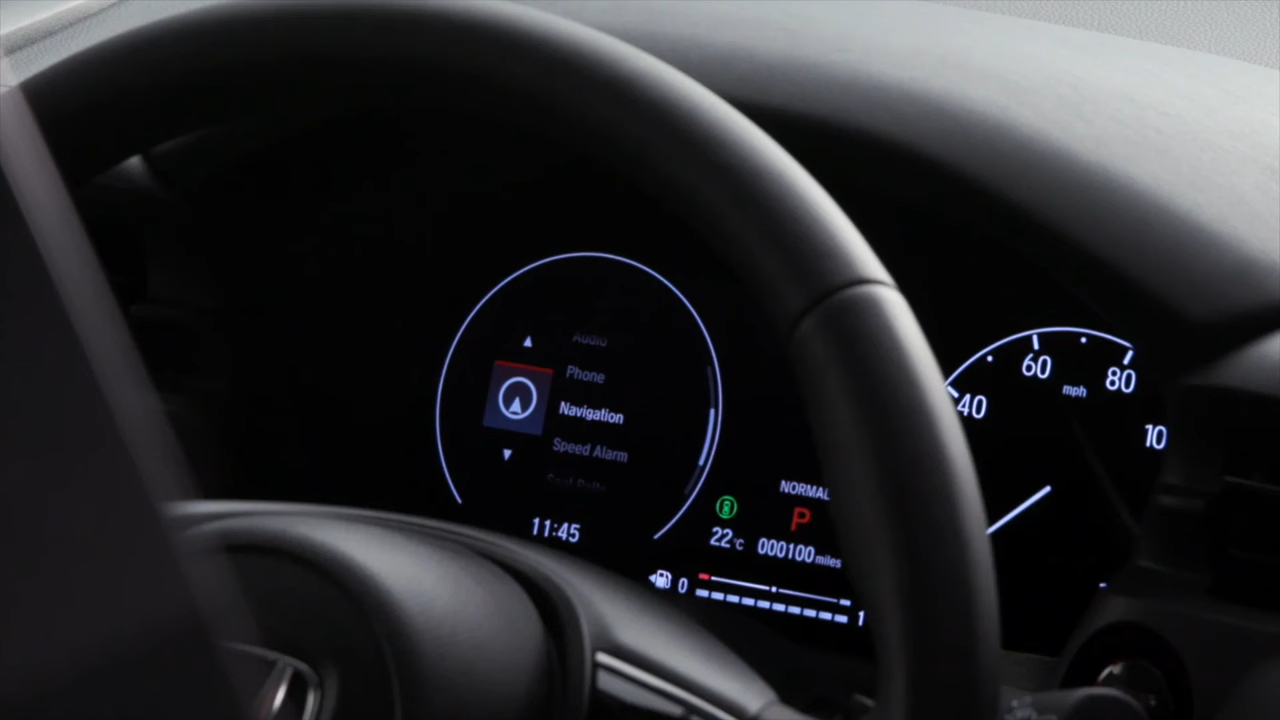 Audio
Phone
Navigation
Speed Alarm
11:45
NORMAL
P
22°C
000100 miles
0
1
40
60
80
mph
10